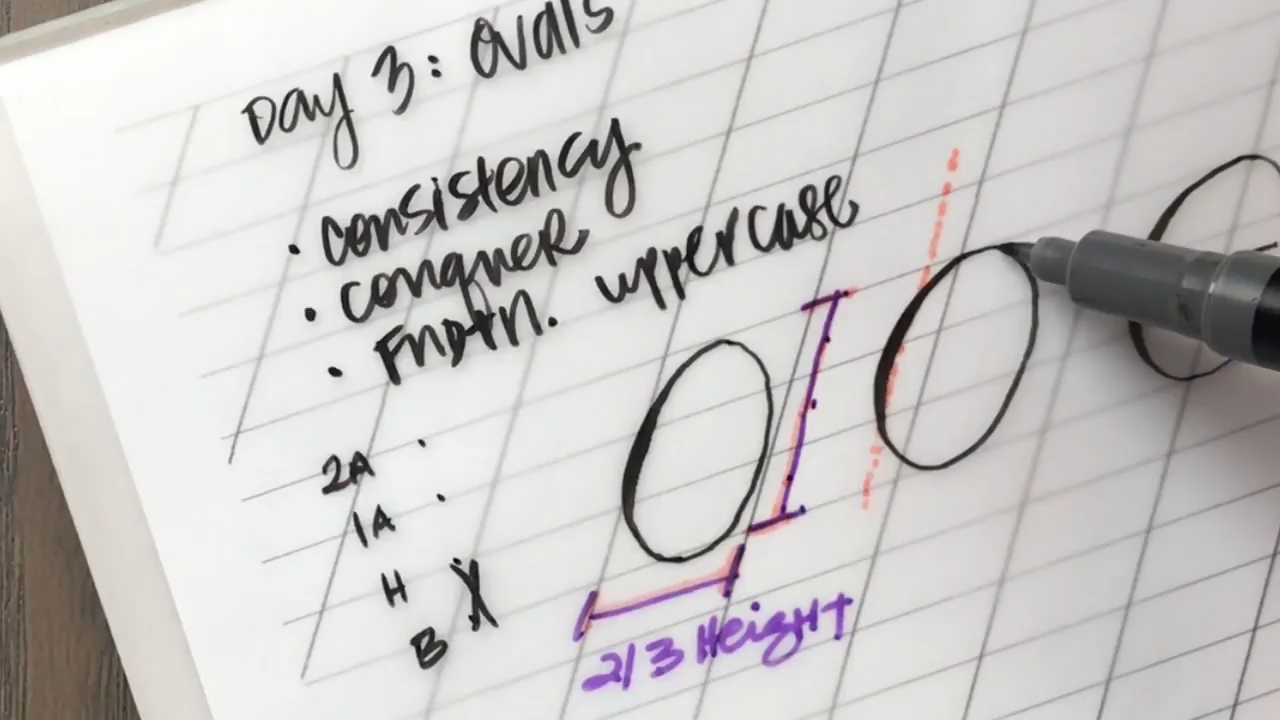 Day 3: Ovals
• consistency
• conquer
• Fndtn. uppercase
2A
1A
H
B X
2/3 Height